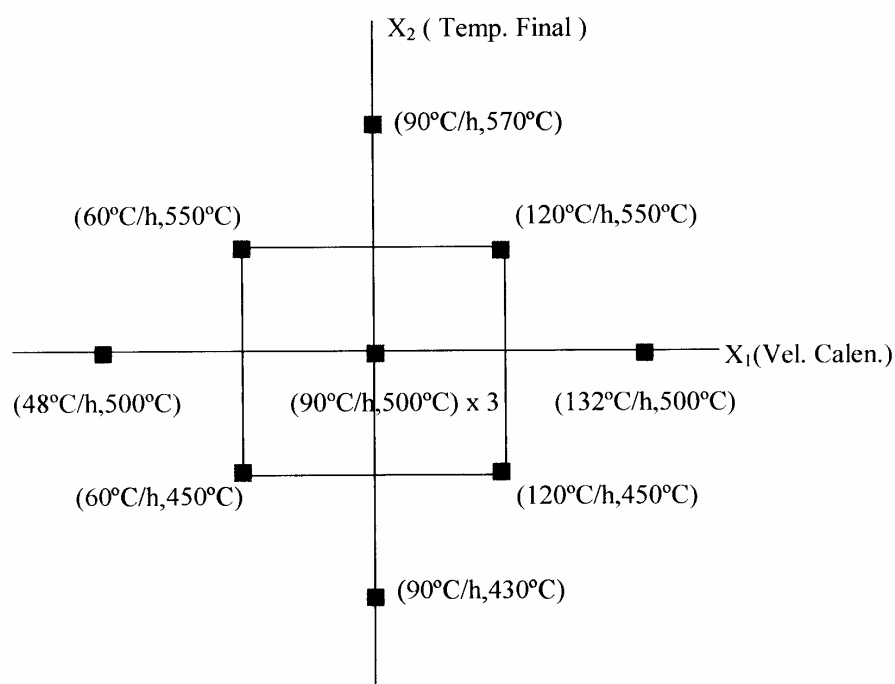 X₂ ( Temp. Final )
(90ºC/h,570ºC)
(60ºC/h,550ºC)
(120ºC/h,550ºC)
X₁(Vel. Calen.)
(48ºC/h,500ºC)
(90ºC/h,500ºC) x 3
(132ºC/h,500ºC)
(60ºC/h,450ºC)
(120ºC/h,450ºC)
(90ºC/h,430ºC)